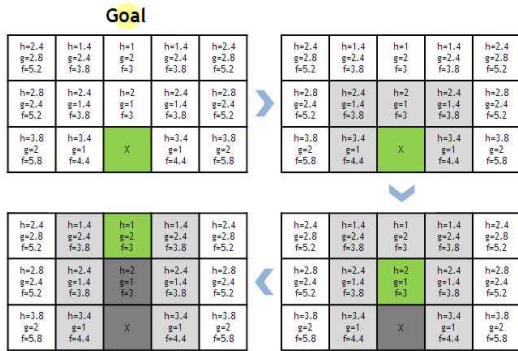 Goal
h=2.4 h=1.4 h=1 h=1.4 h=2.4
g=2.8 g=2.4 g=2 g=2.4 g=2.8
f=5.2 f=3.8 f=3 f=3.8 f=5.2
h=2.8 h=2.4 h=2 h=2.4 h=2.8
g=2.4 g=1.4 g=1 g=1.4 g=2.4
f=5.2 f=3.8 f=3 f=3.8 f=5.2
h=3.8 h=3.4 h=3.4 h=3.8
g=2 g=1 X g=1 g=2
f=5.8 f=4.4 f=4.4 f=5.8
h=2.4 h=1.4 h=1 h=1.4 h=2.4
g=2.8 g=2.4 g=2 g=2.4 g=2.8
f=5.2 f=3.8 f=3 f=3.8 f=5.2
h=2.8 h=2.4 h=2 h=2.4 h=2.8
g=2.4 g=1.4 g=1 g=1.4 g=2.4
f=5.2 f=3.8 f=3 f=3.8 f=5.2
h=3.8 h=3.4 h=3.4 h=3.8
g=2 g=1 X g=1 g=2
f=5.8 f=4.4 f=4.4 f=5.8
h=2.4 h=1.4 h=1 h=1.4 h=2.4
g=2.8 g=2.4 g=2 g=2.4 g=2.8
f=5.2 f=3.8 f=3 f=3.8 f=5.2
h=2.8 h=2.4 h=2 h=2.4 h=2.8
g=2.4 g=1.4 g=1 g=1.4 g=2.4
f=5.2 f=3.8 f=3 f=3.8 f=5.2
h=3.8 h=3.4 h=3.4 h=3.8
g=2 g=1 X g=1 g=2
f=5.8 f=4.4 f=4.4 f=5.8
h=2.4 h=1.4 h=1 h=1.4 h=2.4
g=2.8 g=2.4 g=2 g=2.4 g=2.8
f=5.2 f=3.8 f=3 f=3.8 f=5.2
h=2.8 h=2.4 h=2 h=2.4 h=2.8
g=2.4 g=1.4 g=1 g=1.4 g=2.4
f=5.2 f=3.8 f=3 f=3.8 f=5.2
h=3.8 h=3.4 h=3.4 h=3.8
g=2 g=1 X g=1 g=2
f=5.8 f=4.4 f=4.4 f=5.8